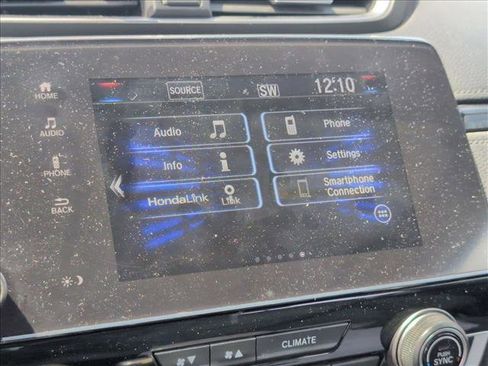 SOURCE SW 12:10
HOME
AUDIO
PHONE
BACK
Audio Phone
Info Settings
HondaLink Link Smartphone
Connection
CLIMATE
PUSH
SYNC